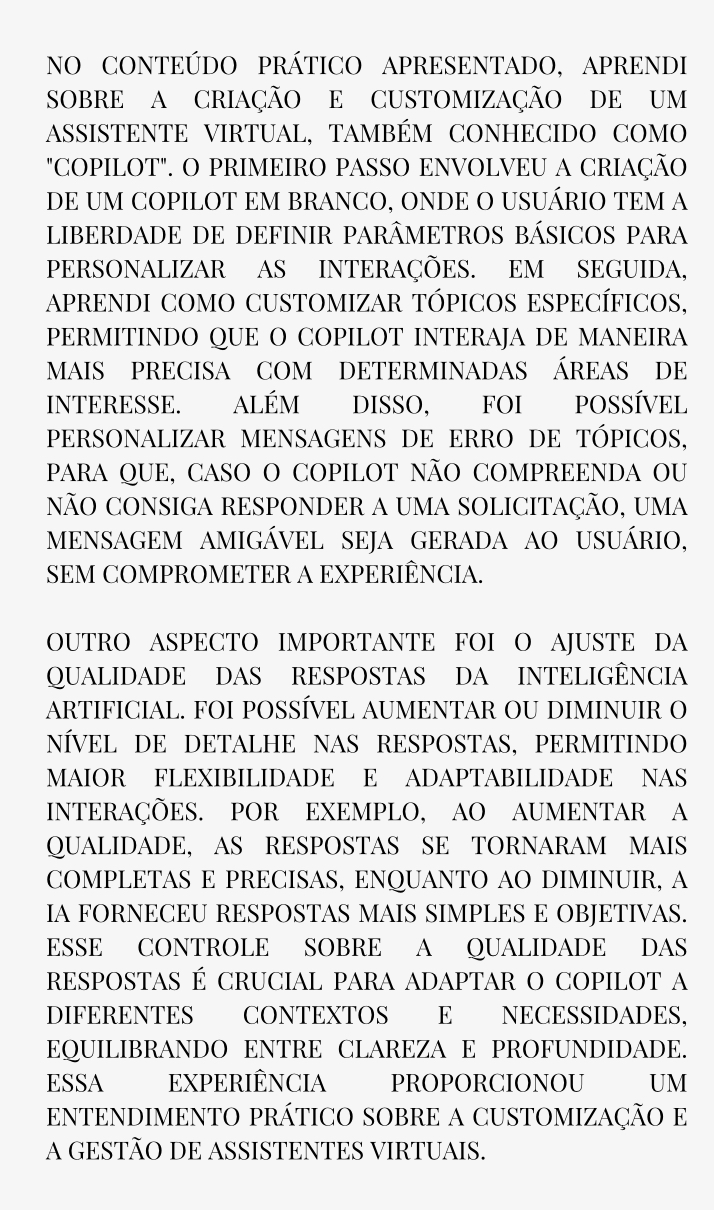 NO CONTEÚDO PRÁTICO APRESENTADO, APRENDI
SOBRE A CRIAÇÃO E CUSTOMIZAÇÃO DE UM
ASSISTENTE VIRTUAL, TAMBÉM CONHECIDO COMO
"COPILOT". O PRIMEIRO PASSO ENVOLVEU A CRIAÇÃO
DE UM COPILOT EM BRANCO, ONDE O USUÁRIO TEM A
LIBERDADE DE DEFINIR PARÂMETROS BÁSICOS PARA
PERSONALIZAR AS INTERAÇÕES. EM SEGUIDA,
APRENDI COMO CUSTOMIZAR TÓPICOS ESPECÍFICOS,
PERMITINDO QUE O COPILOT INTERAJA DE MANEIRA
MAIS PRECISA COM DETERMINADAS ÁREAS DE
INTERESSE. ALÉM DISSO, FOI POSSÍVEL
PERSONALIZAR MENSAGENS DE ERRO DE TÓPICOS,
PARA QUE, CASO O COPILOT NÃO COMPREENDA OU
NÃO CONSIGA RESPONDER A UMA SOLICITAÇÃO, UMA
MENSAGEM AMIGÁVEL SEJA GERADA AO USUÁRIO,
SEM COMPROMETER A EXPERIÊNCIA.
OUTRO ASPECTO IMPORTANTE FOI O AJUSTE DA
QUALIDADE DAS RESPOSTAS DA INTELIGÊNCIA
ARTIFICIAL. FOI POSSÍVEL AUMENTAR OU DIMINUIR O
NÍVEL DE DETALHE NAS RESPOSTAS, PERMITINDO
MAIOR FLEXIBILIDADE E ADAPTABILIDADE NAS
INTERAÇÕES. POR EXEMPLO, AO AUMENTAR A
QUALIDADE, AS RESPOSTAS SE TORNARAM MAIS
COMPLETAS E PRECISAS, ENQUANTO AO DIMINUIR, A
IA FORNECEU RESPOSTAS MAIS SIMPLES E OBJETIVAS.
ESSE CONTROLE SOBRE A QUALIDADE DAS
RESPOSTAS É CRUCIAL PARA ADAPTAR O COPILOT A
DIFERENTES CONTEXTOS E NECESSIDADES,
EQUILIBRANDO ENTRE CLAREZA E PROFUNDIDADE.
ESSA EXPERIÊNCIA PROPORCIONOU UM
ENTENDIMENTO PRÁTICO SOBRE A CUSTOMIZAÇÃO E
A GESTÃO DE ASSISTENTES VIRTUAIS.